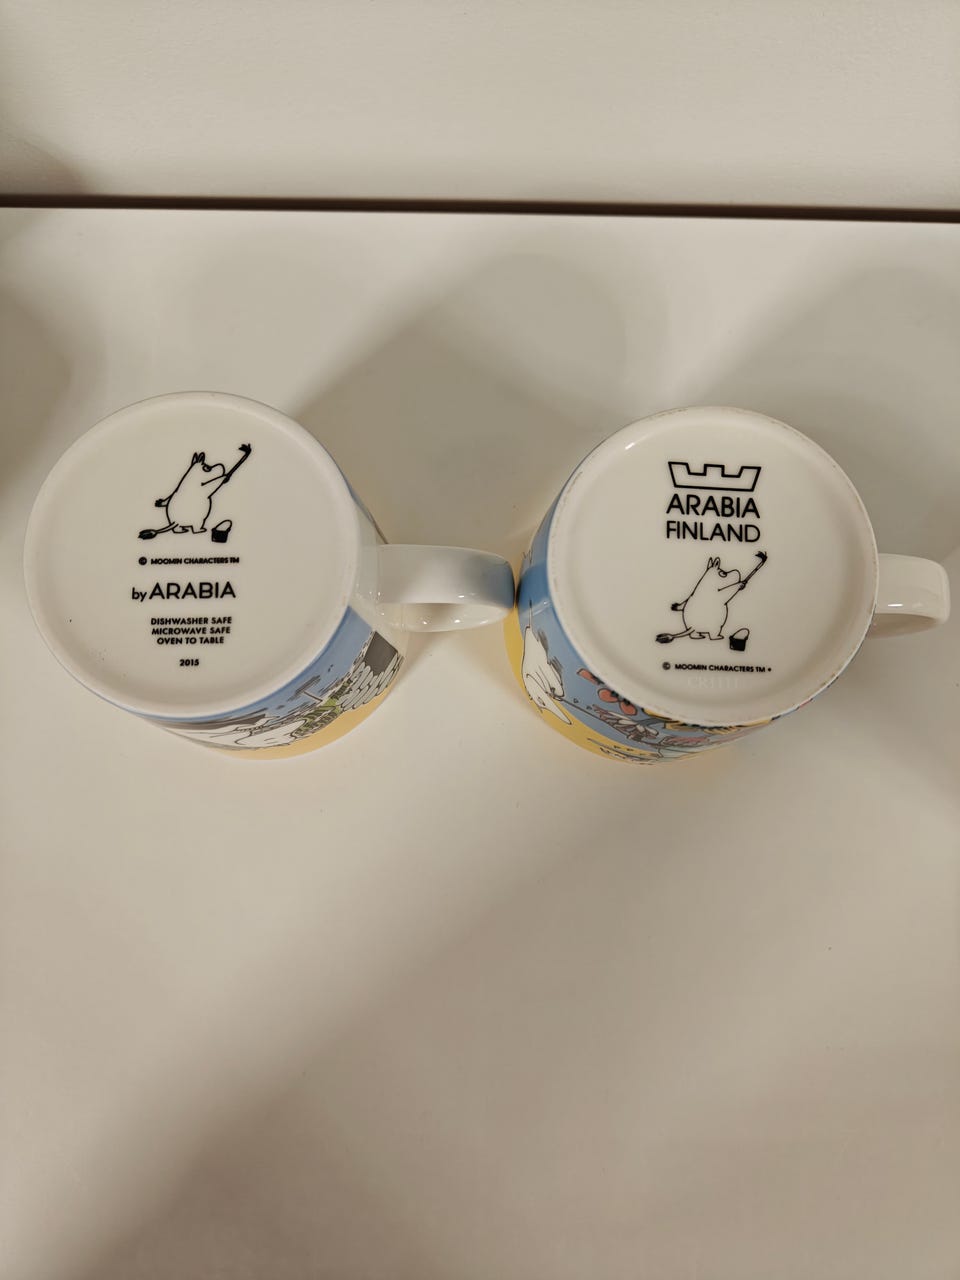 © MOOMIN CHARACTERS TM
by ARABIA
DISHWASHER SAFE
MICROWAVE SAFE
OVEN TO TABLE
2015
ARABIA
FINLAND
© MOOMIN CHARACTERS TM